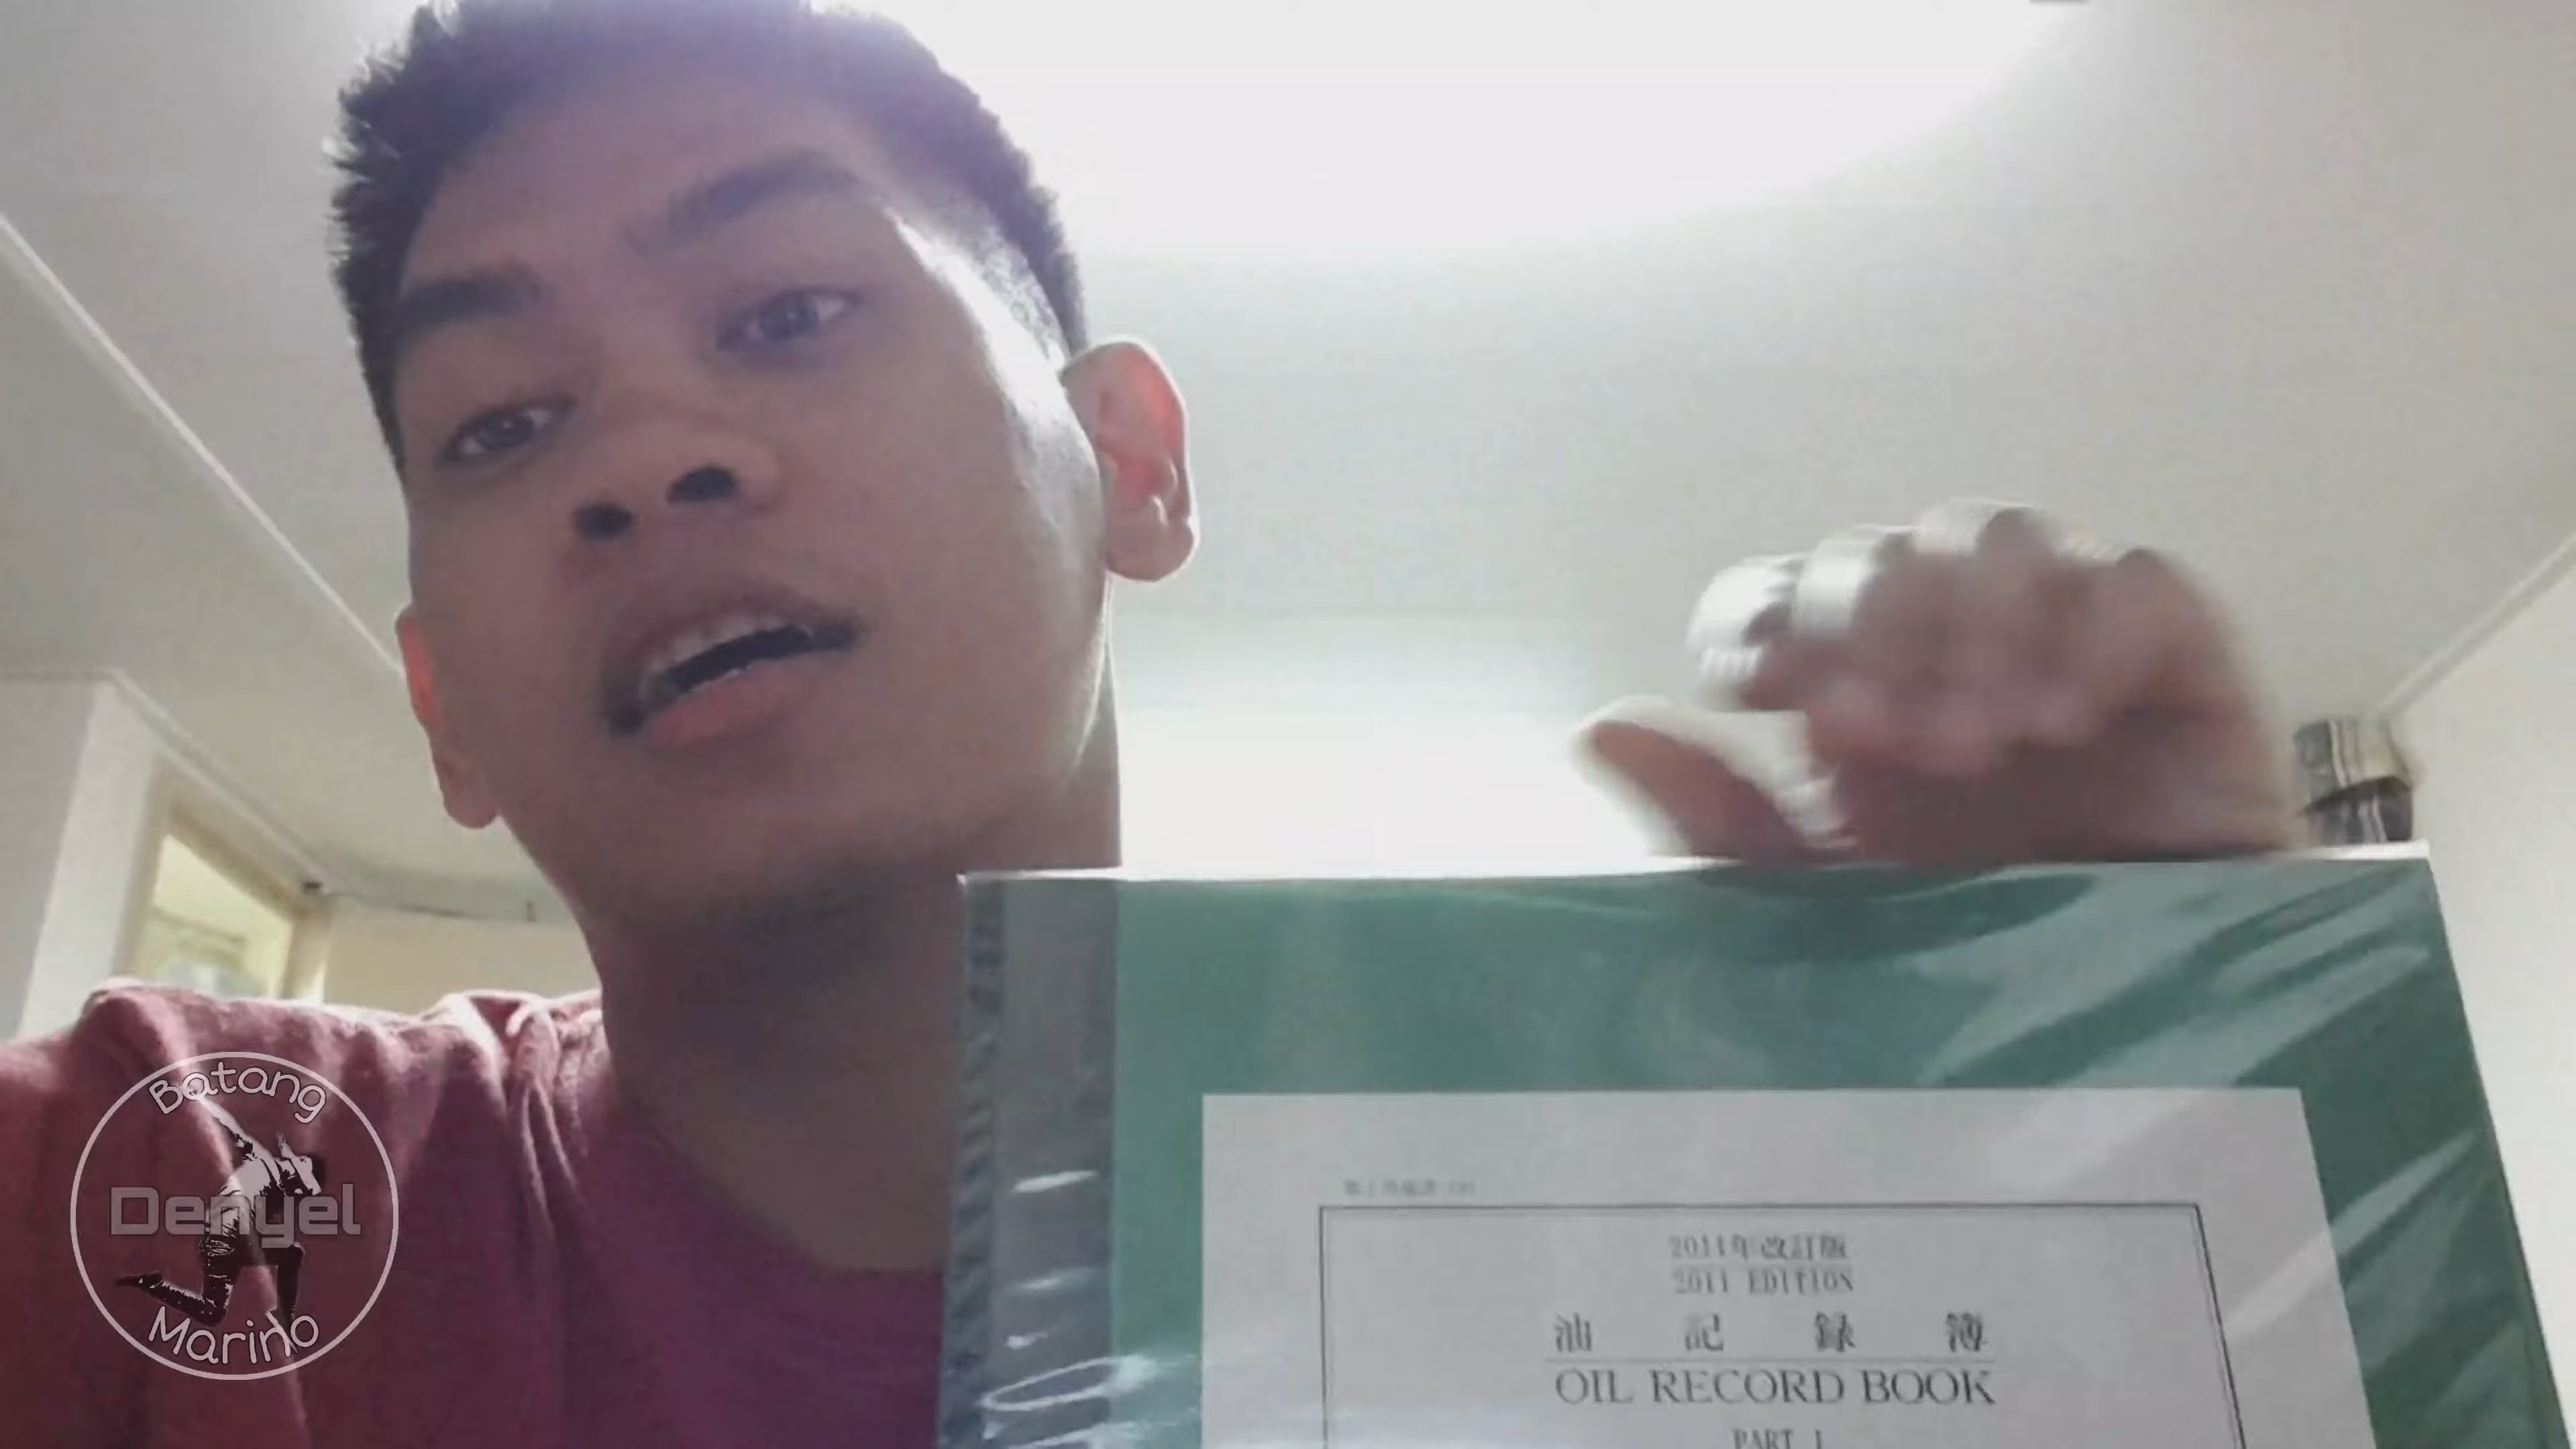 Batang
Denyel
Marino
2011年改訂版
2011 EDITION
油 記 録 簿
OIL RECORD BOOK
PART I